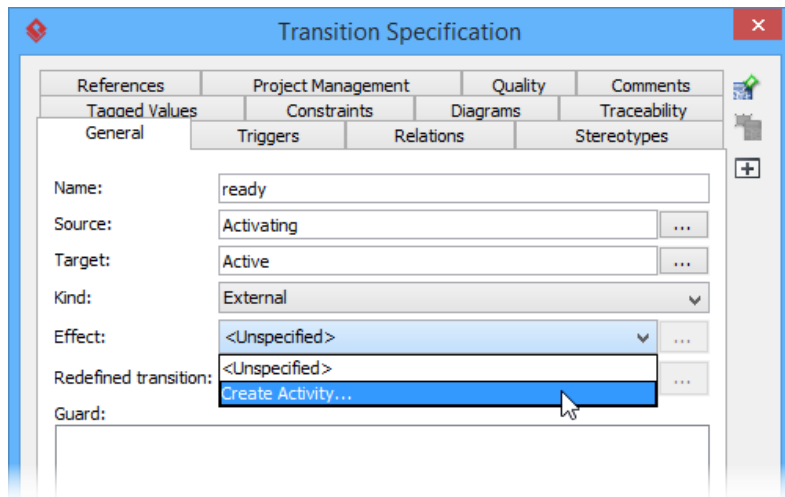 Transition Specification
References Project Management Quality Comments
Tagged Values Constraints Diagrams Traceability
General Triggers Relations Stereotypes
Name: ready
Source: Activating ...
Target: Active ...
Kind: External
Effect: <Unspecified> ...
<Unspecified>
Redefined transition: ...
Create Activity...
Guard: